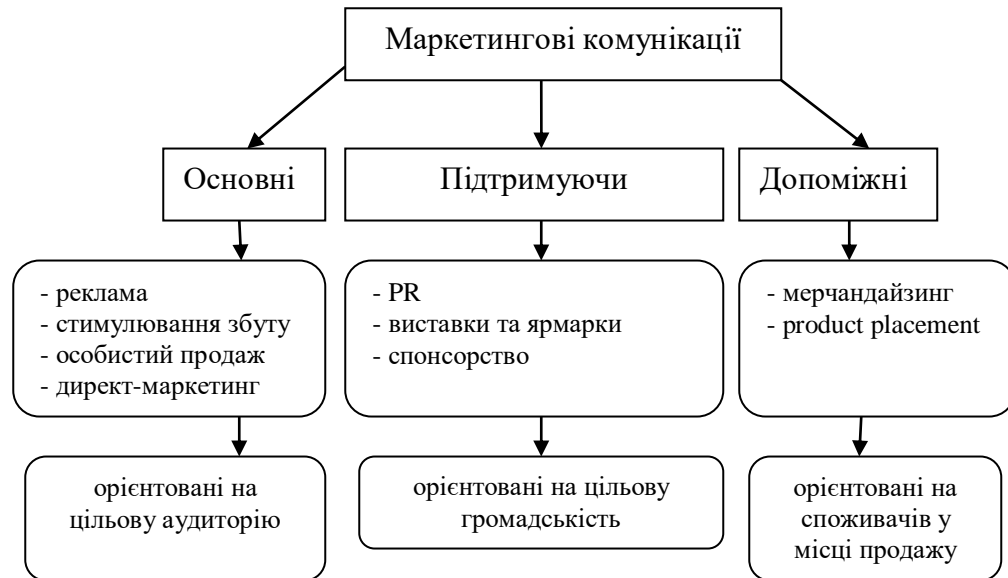 Маркетингові комунікації
Основні
Підтримуючи
Допоміжні
- реклама
- стимулювання збуту
- особистий продаж
- директ-маркетинг
- PR
- виставки та ярмарки
- спонсорство
- мерчандайзинг
- product placement
орієнтовані на
цільову аудиторію
орієнтовані на цільову
громадськість
орієнтовані на
споживачів у
місці продажу